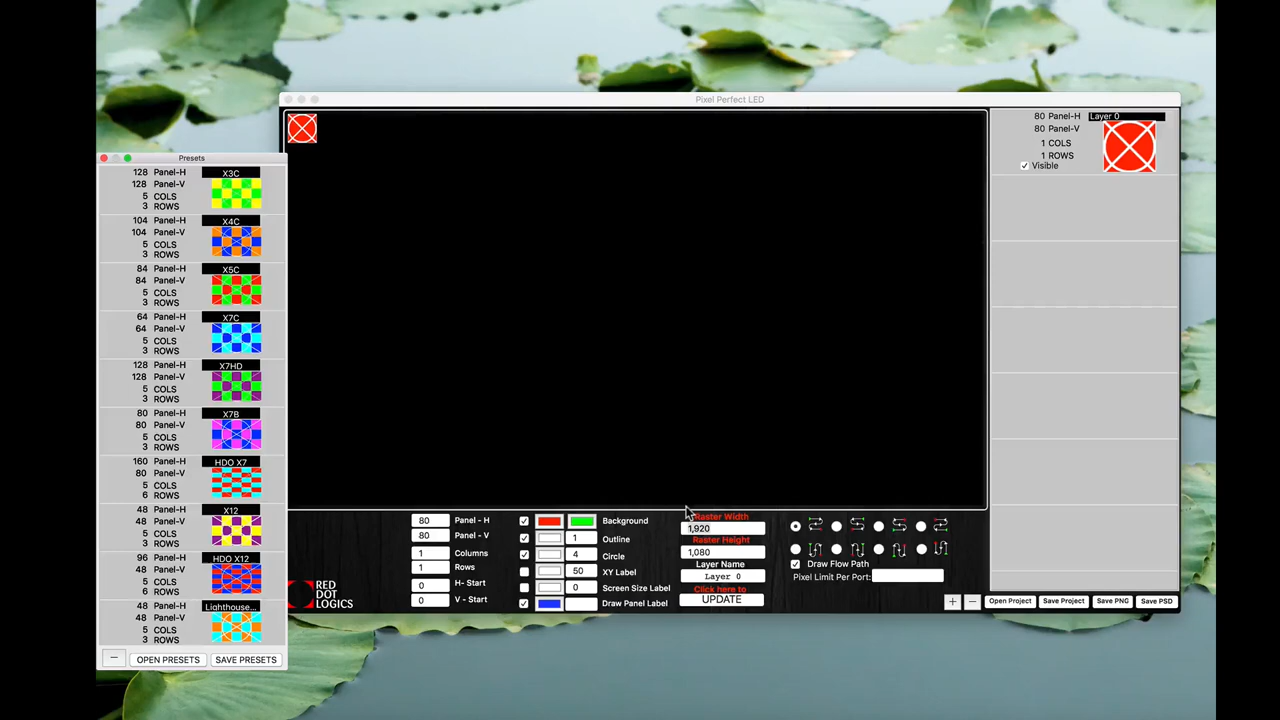 Pixel Perfect LED
80 Panel-H Layer 0
80 Panel-V
1 COLS
1 ROWS
Visible
Presets
128 Panel-H X3C
128 Panel-V
5 COLS
3 ROWS
104 Panel-H X4C
104 Panel-V
5 COLS
3 ROWS
84 Panel-H X5C
84 Panel-V
5 COLS
3 ROWS
64 Panel-H X7C
64 Panel-V
5 COLS
3 ROWS
128 Panel-H X7HD
128 Panel-V
5 COLS
3 ROWS
80 Panel-H X7B
80 Panel-V
5 COLS
3 ROWS
160 Panel-H HDO X7
80 Panel-V
5 COLS
6 ROWS
48 Panel-H X12
48 Panel-V
5 COLS
3 ROWS
96 Panel-H HDO X12
48 Panel-V
5 COLS
6 ROWS
48 Panel-H Lighthouse...
48 Panel-V
5 COLS
3 ROWS
— OPEN PRESETS SAVE PRESETS
RED
DOT
LOGICS
80 Panel - H
80 Panel - V
1 Columns
1 Rows
0 H- Start
0 V - Start
Background
1 Outline
4 Circle
50 XY Label
0 Screen Size Label
Draw Panel Label
Raster Width
1,920
Raster Height
1,080
Layer Name
Layer 0
Click here to
UPDATE
Draw Flow Path
Pixel Limit Per Port:
+ — Open Project Save Project Save PNG Save PSD